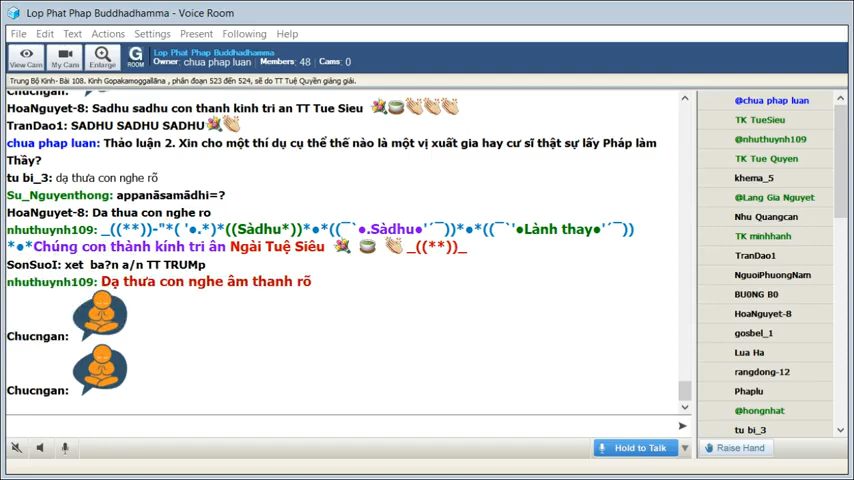 Lop Phat Phap Buddhadhamma - Voice Room
File Edit Text Actions Settings Present Following Help
View Cam My Cam Enlarge G ROOM
Lop Phat Phap Buddhadhamma
Owner: chua phap luan; Members: 48 Cams: 0
Trung Bộ Kinh- Bài 108. Kinh Gopakamoggallāna , phân đoạn 523 đến 524, sẽ do TT Tuệ Quyền giảng giải.
Chucngan:
HoaNguyet-8: Sadhu sadhu con thanh kinh tri an TT Tue Sieu
TranDao1: SADHU SADHU SADHU
chua phap luan: Thảo luận 2. Xin cho một thí dụ cụ thể thế nào là một vị xuất gia hay cư sĩ thật sự lấy Pháp làm
Thầy?
tu bi_3: dạ thưa con nghe rõ
Su_Nguyenthong: appanāsamādhi=?
HoaNguyet-8: Da thua con nghe ro
nhuthuynh109: _((**))-"*( '●.*)*((Sàdhu*))*●*((¯`●.Sàdhu●'´¯))*●*((¯`'●Lành thay●'´¯))
*●*Chúng con thành kính tri ân Ngài Tuệ Siêu _((**))_
SonSuoI: xet ba?n a/n TT TRUMp
nhuthuynh109: Dạ thưa con nghe âm thanh rõ
Chucngan:
Chucngan:
Hold to Talk
Raise Hand
@chua phap luan
TK TueSieu
@nhuthuynh109
TK Tue Quyen
khema_5
@Lang Gia Nguyet
Nhu Quangcan
TK minhhanh
TranDao1
NguoiPhuongNam
BU0NG B0
HoaNguyet-8
gosbel_1
Lua Ha
rangdong-12
Phaplu
@hongnhat
tu bi_3